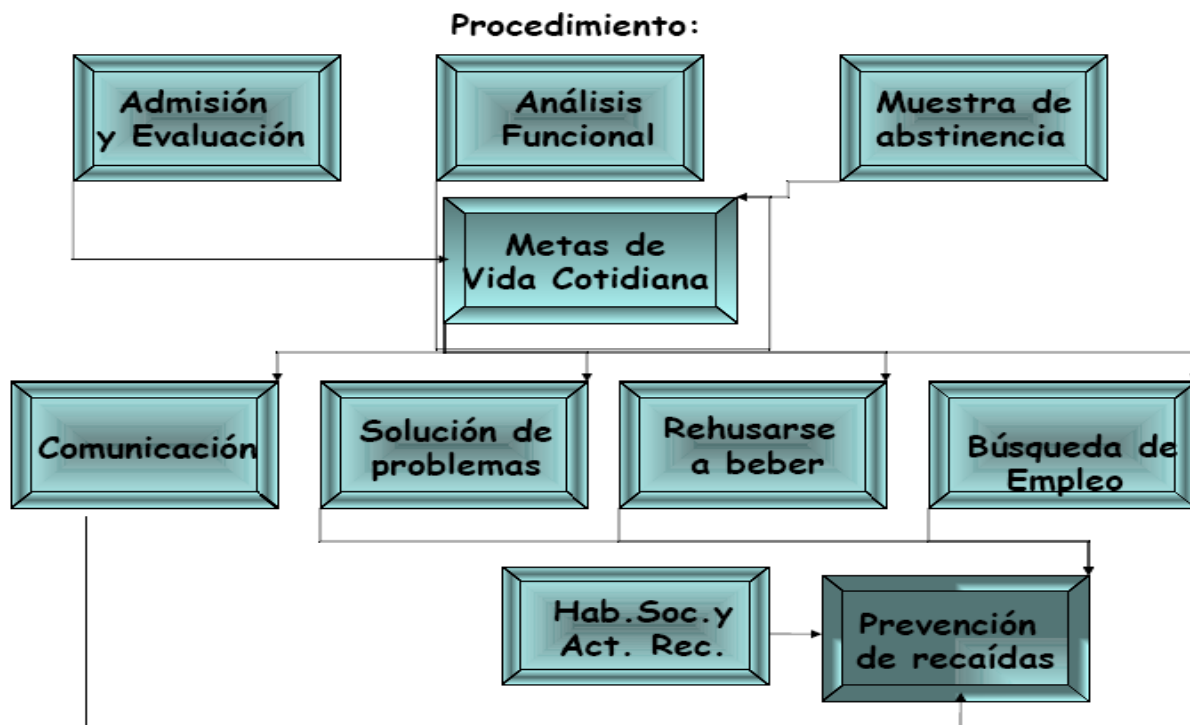 Procedimiento:
Admisión
y Evaluación
Análisis
Funcional
Muestra de
abstinencia
Metas de
Vida Cotidiana
Comunicación
Solución de
problemas
Rehusarse
a beber
Búsqueda de
Empleo
Hab.Soc.y
Act. Rec.
Prevención
de recaídas